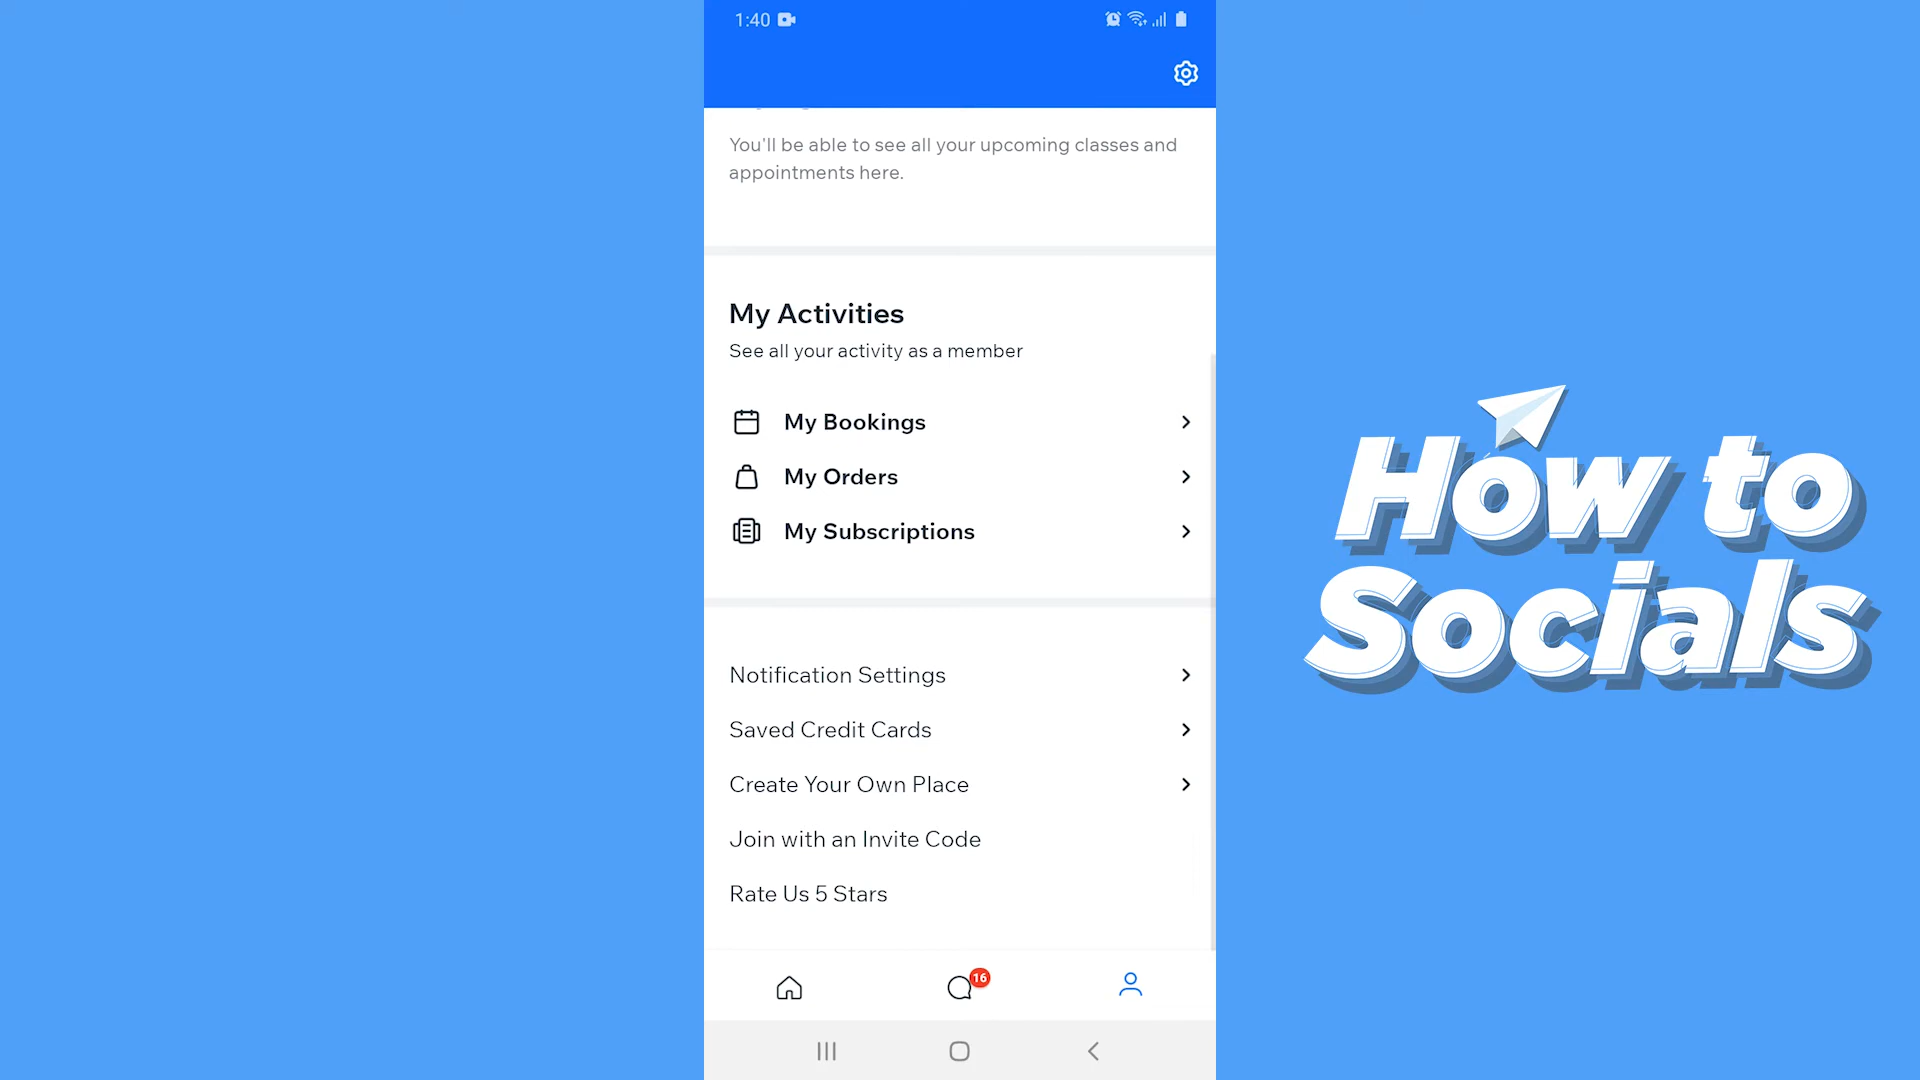 1:40
You'll be able to see all your upcoming classes and
appointments here.
My Activities
See all your activity as a member
My Bookings
My Orders
My Subscriptions
Notification Settings
Saved Credit Cards
Create Your Own Place
Join with an Invite Code
Rate Us 5 Stars
16
How to
Socials